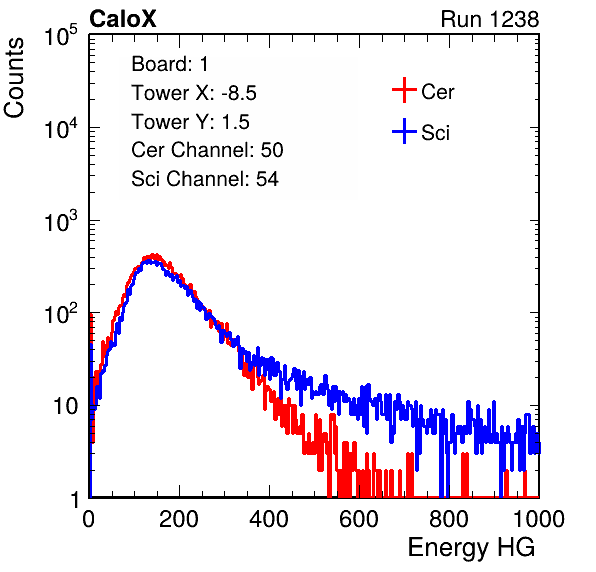 CaloX
Run 1238
Counts
10^5
10^4
10^3
10^2
10
1
Board: 1
Tower X: -8.5
Tower Y: 1.5
Cer Channel: 50
Sci Channel: 54
Cer
Sci
0 200 400 600 800 1000
Energy HG